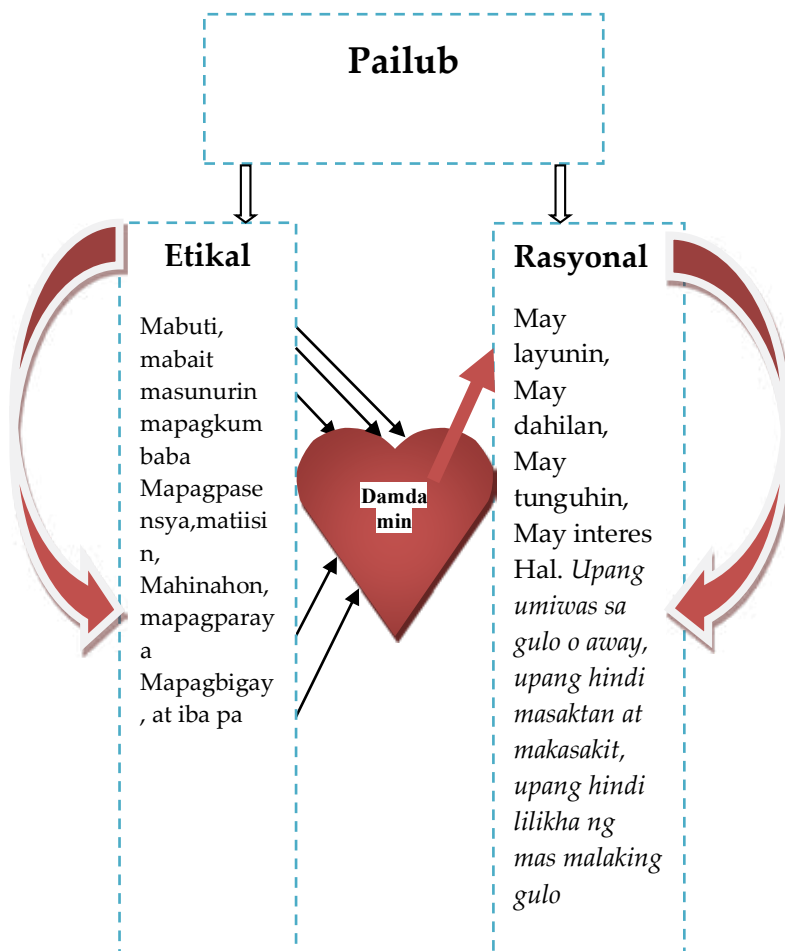 Pailub
Etikal
Mabuti,
mabait
masunurin
mapagkum
baba
Mapagpase
nsya,matiisi
n,
Mahinahon,
mapagparay
a
Mapagbigay
, at iba pa
Damda
min
Rasyonal
May
layunin,
May
dahilan,
May
tunguhin,
May interes
Hal. Upang
umiwas sa
gulo o away,
upang hindi
masaktan at
makasakit,
upang hindi
lilikha ng
mas malaking
gulo